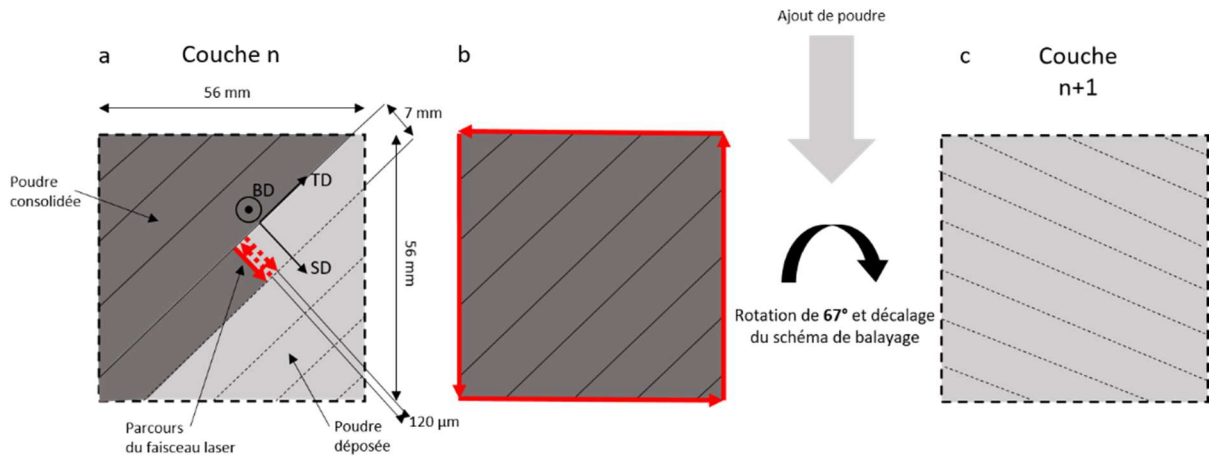 a
Couche n
56 mm
7 mm
Poudre
consolidée
BD
TD
SD
56 mm
120 µm
Parcours
du faisceau laser
Poudre
déposée
b
Ajout de poudre
Rotation de 67° et décalage
du schéma de balayage
c
Couche
n+1